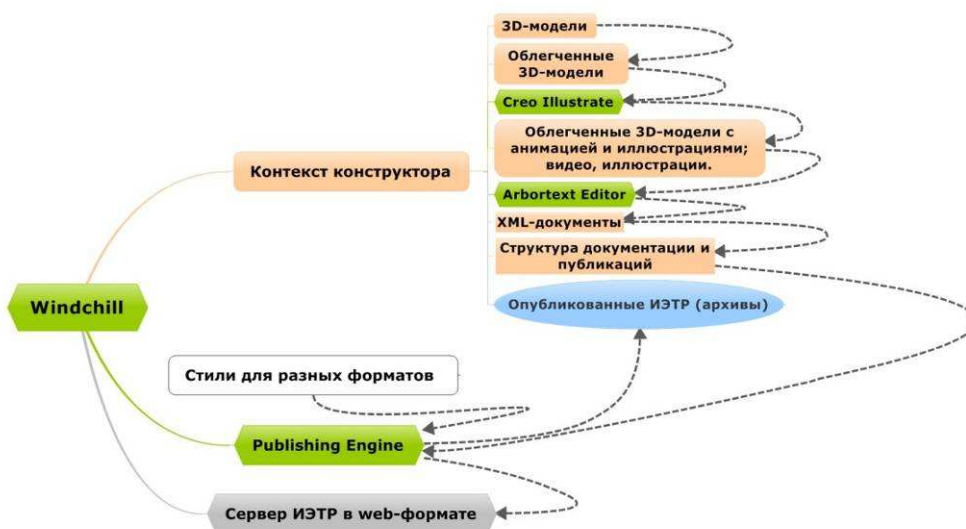 3D-модели
Облегченные
3D-модели
Creo Illustrate
Облегченные 3D-модели с
анимацией и иллюстрациями;
видео, иллюстрации.
Контекст конструктора
Arbortext Editor
XML-документы
Структура документации и
публикаций
Windchill
Опубликованные ИЭТР (архивы)
Стили для разных форматов
Publishing Engine
Сервер ИЭТР в web-формате